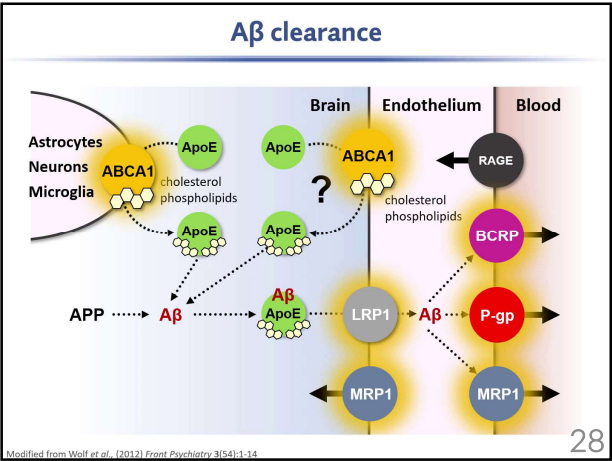 Aβ clearance
Brain
Endothelium
Blood
Astrocytes
Neurons
Microglia
ABCA1
ApoE
ApoE
ABCA1
RAGE
cholesterol
phospholipids
?
cholesterol
phospholipids
ApoE
ApoE
BCRP
APP
Aβ
Aβ
ApoE
LRP1
Aβ
P-gp
MRP1
MRP1
Modified from Wolf et al., (2012) Front Psychiatry 3(54):1-14
28